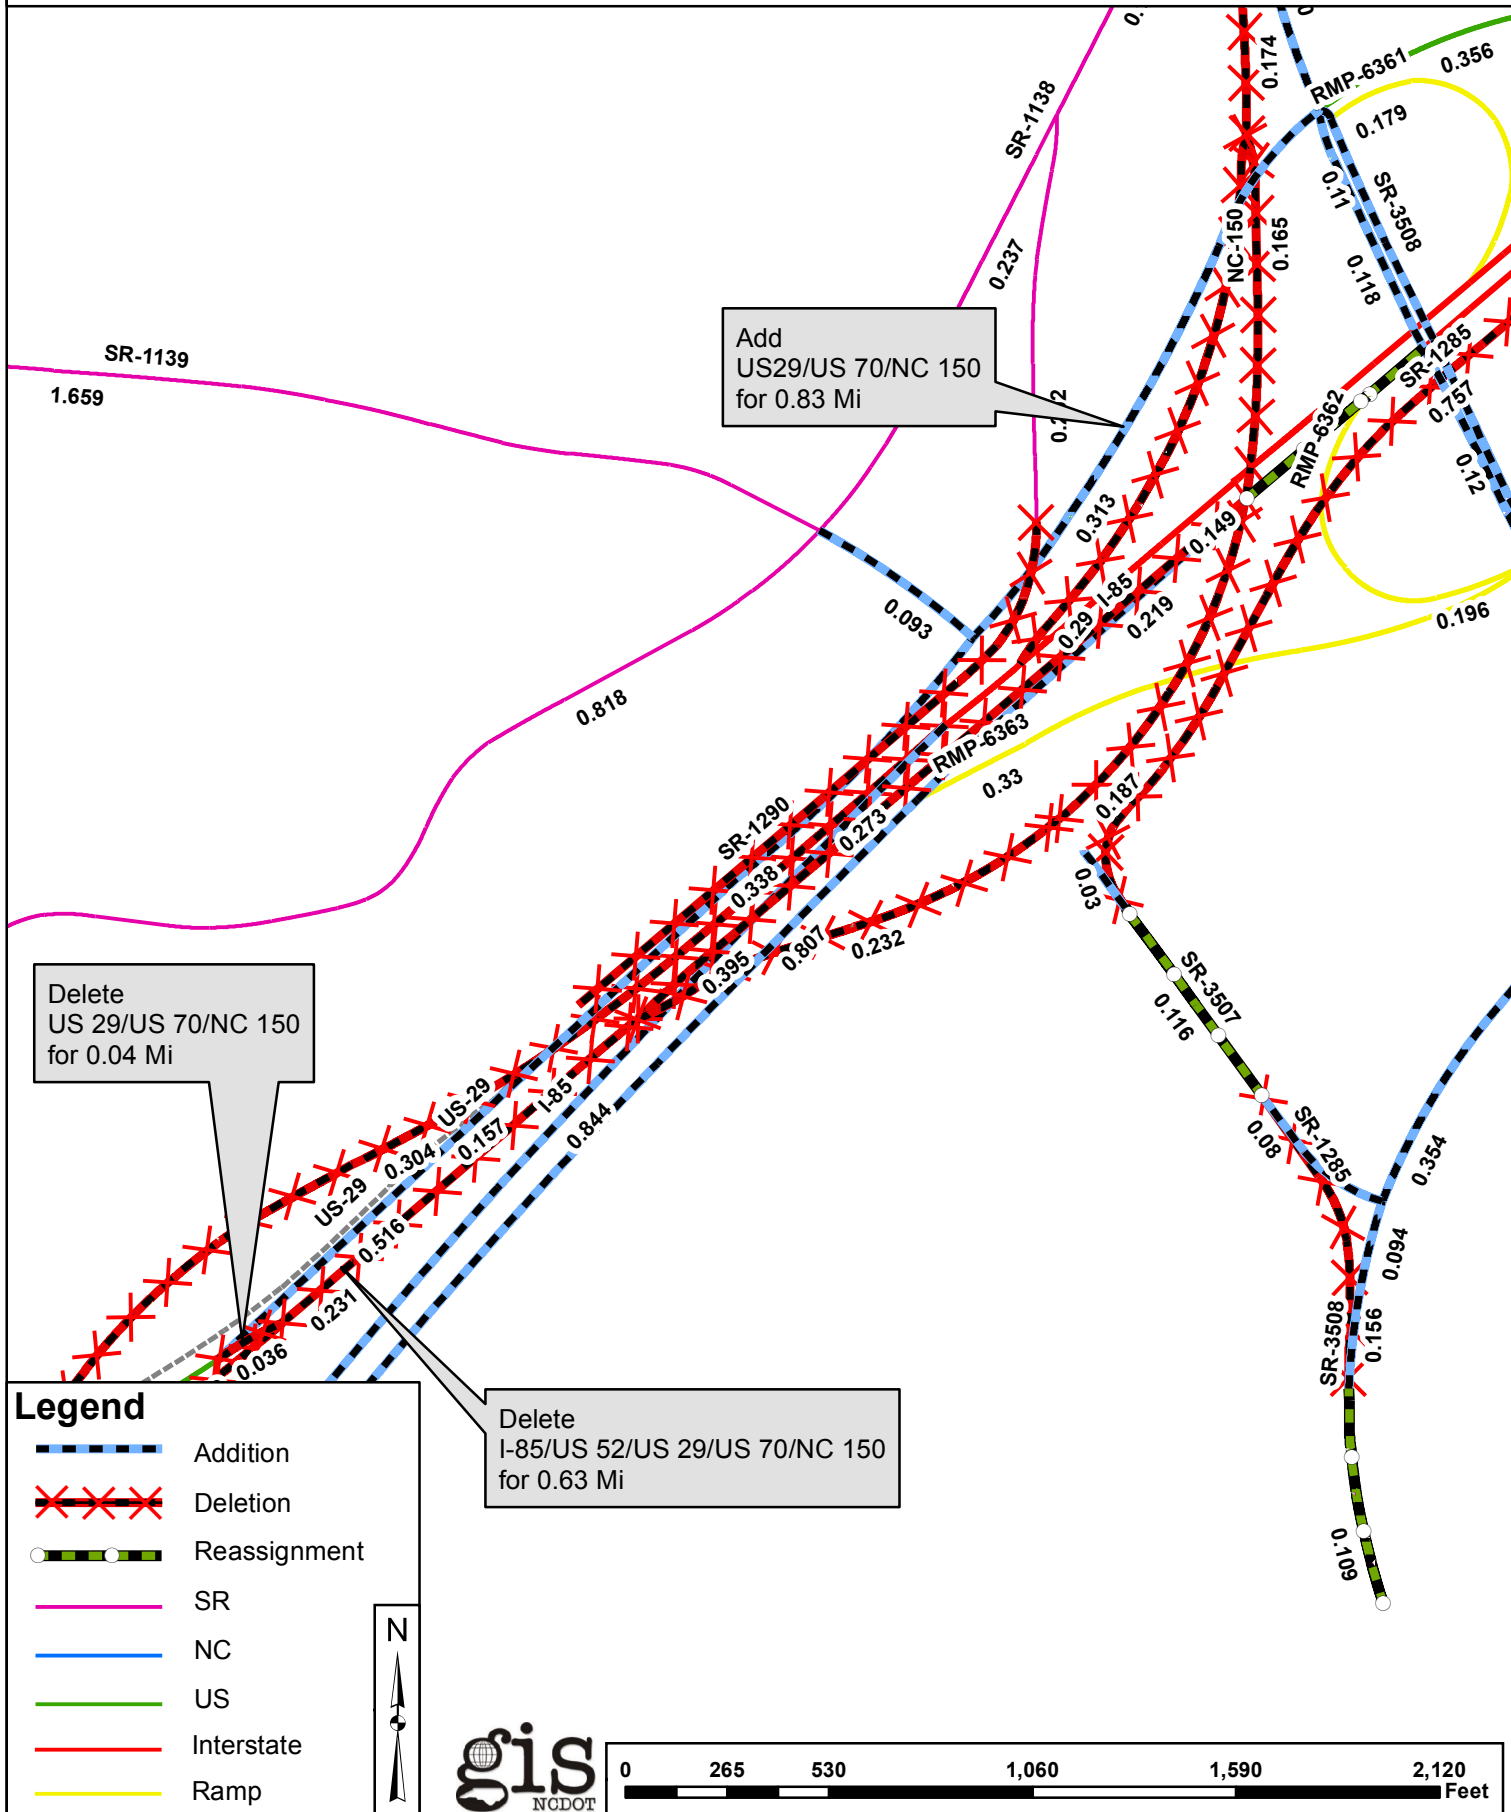 0.174
RMP-6361
0.356
SR-1138
0.179
0.11
SR-3508
NC-150
0.165
0.237
0.118
Add
US29/US 70/NC 150
for 0.83 Mi
SR-1139
1.659
SR-1285
0.757
RMP-6362
0.12
0.313
0.149
0.093
I-85
0.29
0.219
0.196
0.818
RMP-6363
0.33
0.187
SR-1290
0.273
0.338
0.03
0.807
0.232
0.395
SR-3507
0.116
Delete
US 29/US 70/NC 150
for 0.04 Mi
US-29
I-85
0.844
0.157
0.304
US-29
0.516
0.231
0.036
SR-1285
0.08
0.354
0.094
SR-3508
0.156
0.109
Delete
I-85/US 52/US 29/US 70/NC 150
for 0.63 Mi
Legend
Addition
Deletion
Reassignment
SR
NC
US
Interstate
Ramp
N
gis
NCDOT
0 265 530 1,060 1,590 2,120
Feet